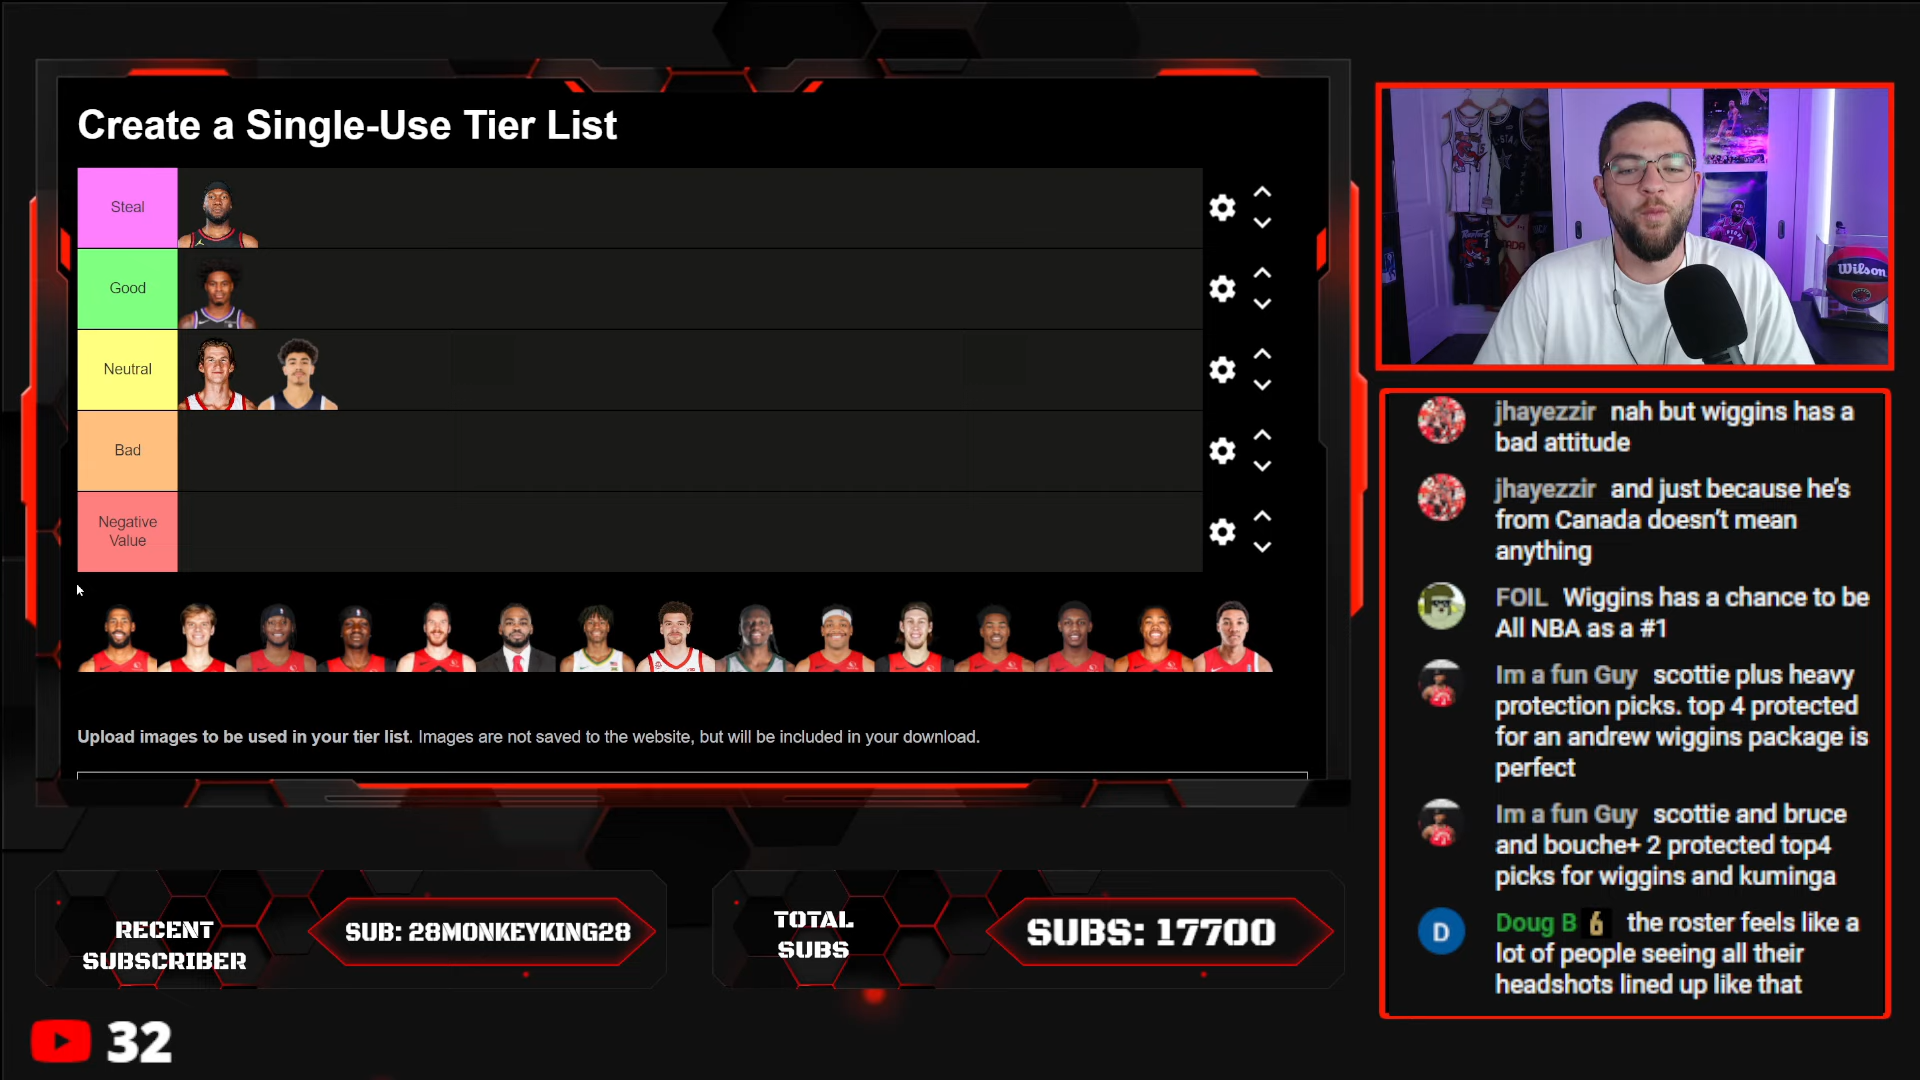 Create a Single-Use Tier List
Steal
Good
Neutral
Bad
Negative
Value
Upload images to be used in your tier list. Images are not saved to the website, but will be included in your download.
Wilson
jhayezzir nah but wiggins has a
bad attitude
jhayezzir and just because he's
from Canada doesn't mean
anything
FOIL Wiggins has a chance to be
All NBA as a #1
Im a fun Guy scottie plus heavy
protection picks. top 4 protected
for an andrew wiggins package is
perfect
Im a fun Guy scottie and bruce
and bouche+ 2 protected top4
picks for wiggins and kuminga
D
Doug B 6 the roster feels like a
lot of people seeing all their
headshots lined up like that
RECENT
SUBSCRIBER
SUB: 28MONKEYKING28
TOTAL
SUBS
SUBS: 17700
32